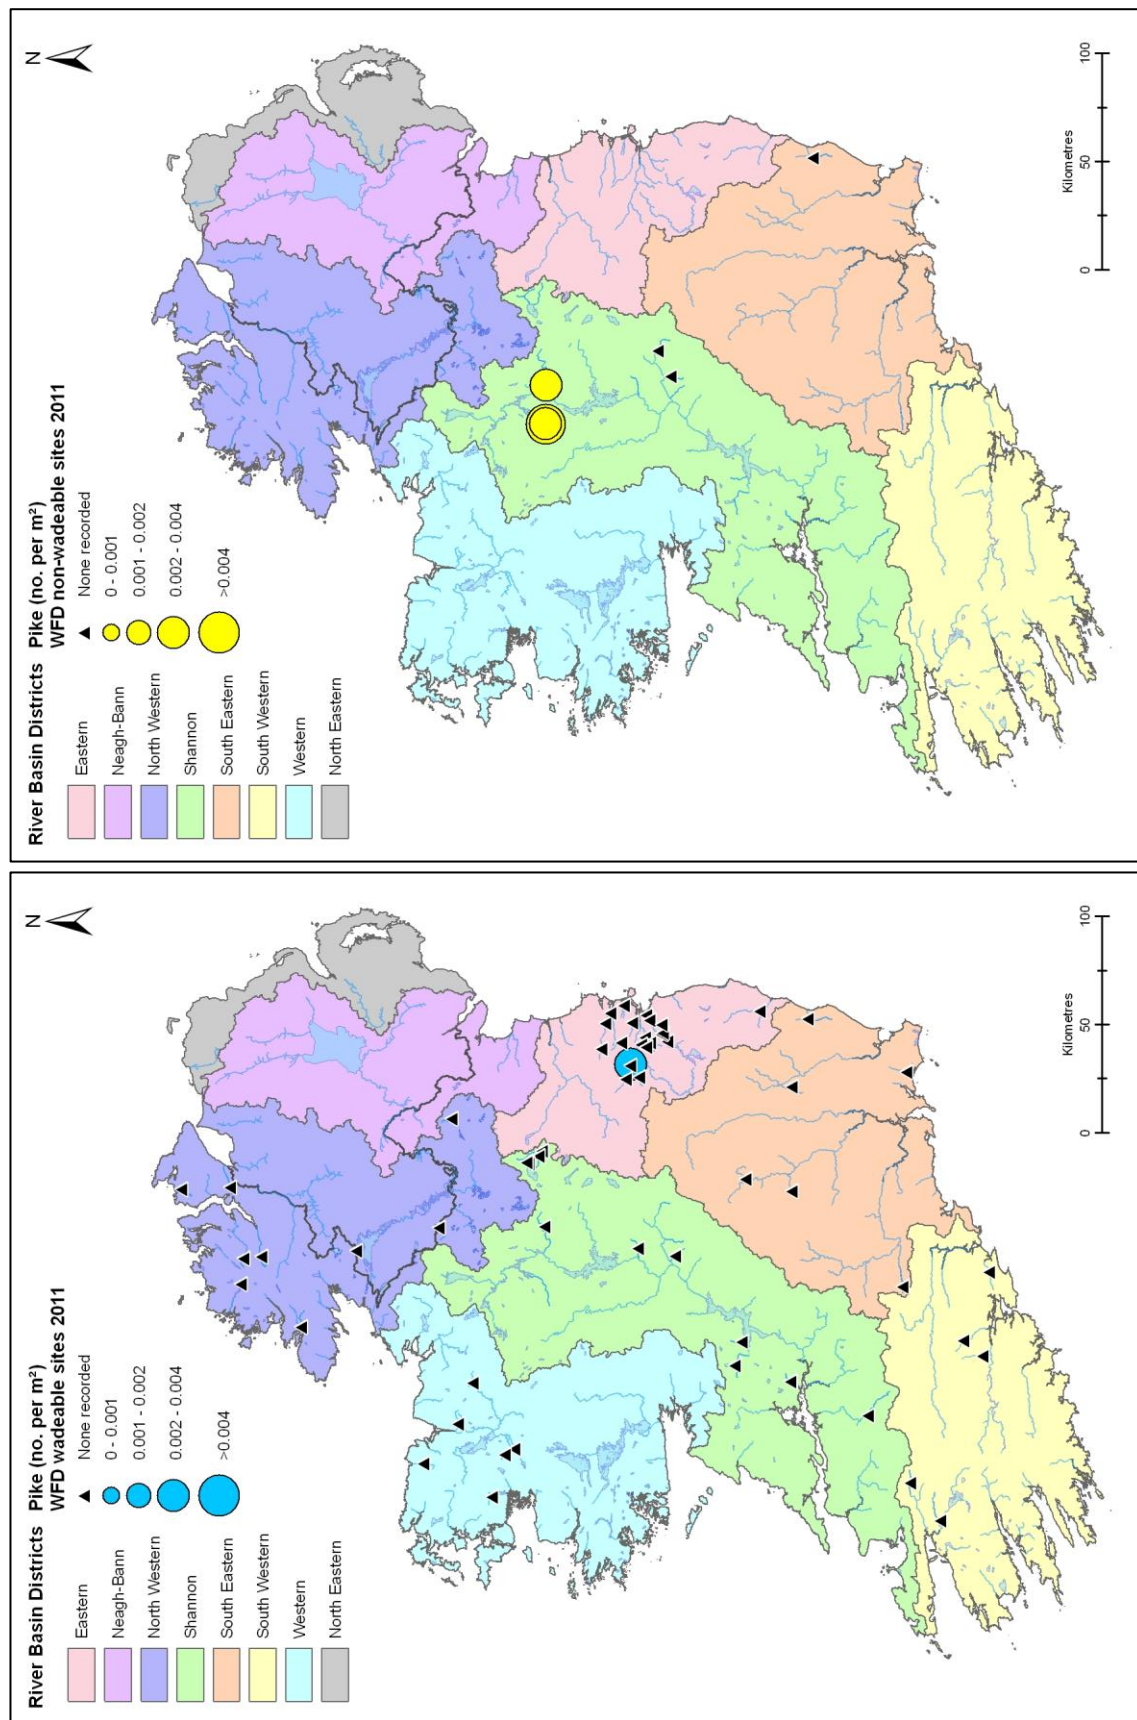 River Basin Districts
Eastern
Neagh-Bann
North Western
Shannon
South Eastern
South Western
Western
North Eastern
Pike (no. per m²)
WFD wadeable sites 2011
None recorded
0 - 0.001
0.001 - 0.002
0.002 - 0.004
>0.004
N
0 50 100
Kilometres
River Basin Districts
Eastern
Neagh-Bann
North Western
Shannon
South Eastern
South Western
Western
North Eastern
Pike (no. per m²)
WFD non-wadeable sites 2011
None recorded
0 - 0.001
0.001 - 0.002
0.002 - 0.004
>0.004
N
0 50 100
Kilometres